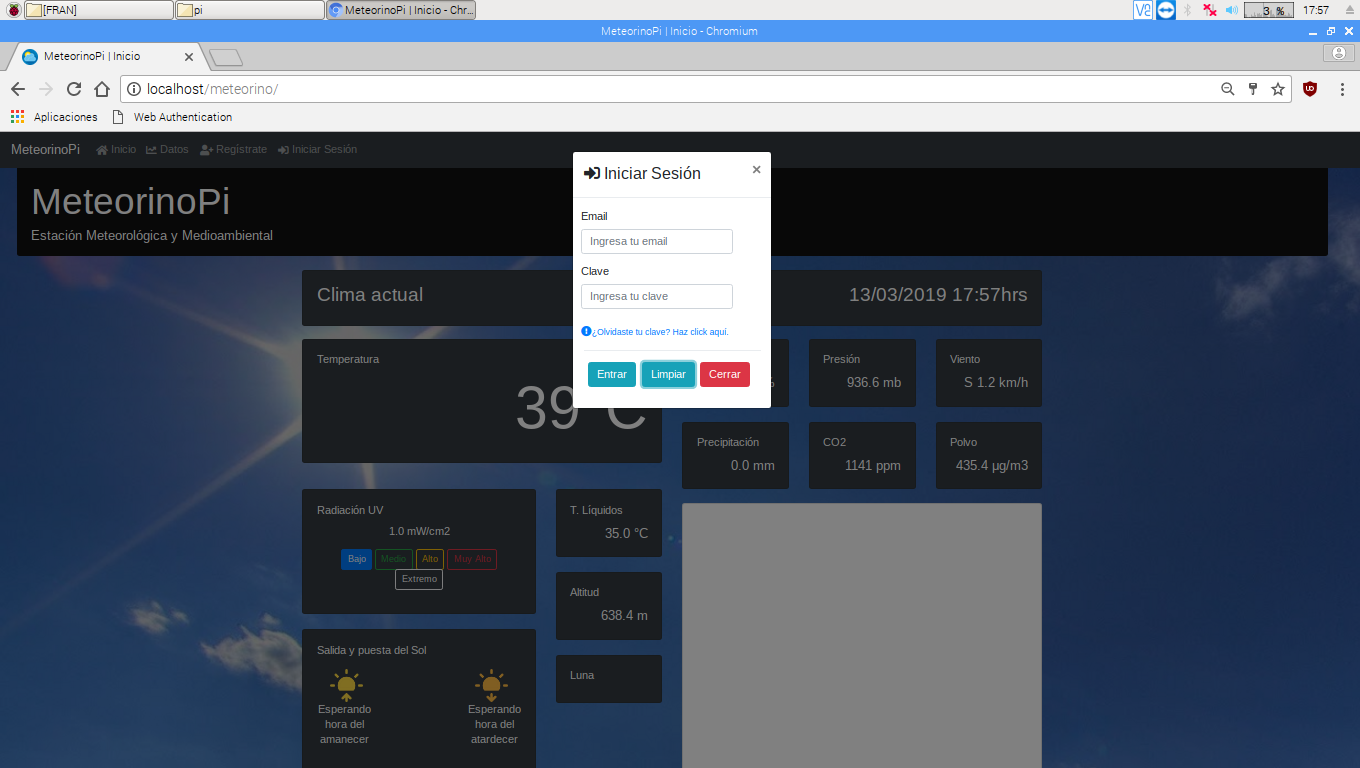 [FRAN]
pi
MeteorinoPi | Inicio - Chr...
3 %
17:57
MeteorinoPi | Inicio - Chromium
MeteorinoPi | Inicio
localhost/meteorino/
Aplicaciones
Web Authentication
MeteorinoPi
Inicio
Datos
Regístrate
Iniciar Sesión
MeteorinoPi
Estación Meteorológica y Medioambiental
Iniciar Sesión
×
Email
Ingresa tu email
Clave
Ingresa tu clave
¿Olvidaste tu clave? Haz click aquí.
Entrar
Limpiar
Cerrar
Clima actual
13/03/2019 17:57hrs
Temperatura
39 °C
%
Presión
936.6 mb
Viento
S 1.2 km/h
Precipitación
0.0 mm
CO2
1141 ppm
Polvo
435.4 µg/m3
Radiación UV
1.0 mW/cm2
Bajo
Medio
Alto
Muy Alto
Extremo
T. Líquidos
35.0 °C
Altitud
638.4 m
Salida y puesta del Sol
Esperando
hora del
amanecer
Esperando
hora del
atardecer
Luna